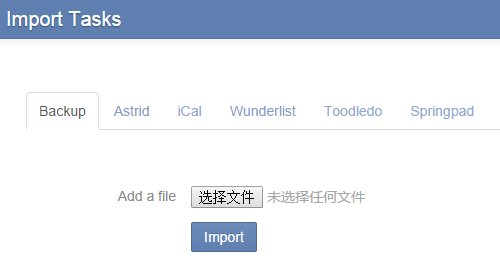 Import Tasks
Backup Astrid iCal Wunderlist Toodledo Springpad
Add a file 选择文件 未选择任何文件
Import